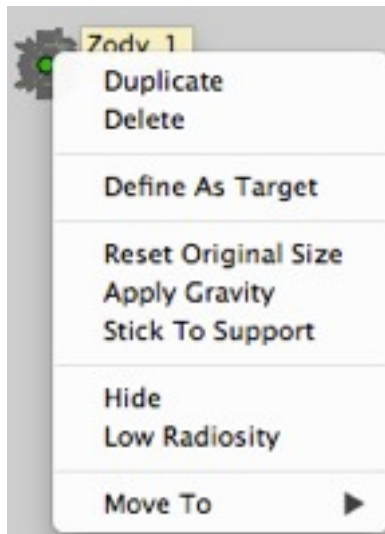 Zody_1
Duplicate
Delete
Define As Target
Reset Original Size
Apply Gravity
Stick To Support
Hide
Low Radiosity
Move To